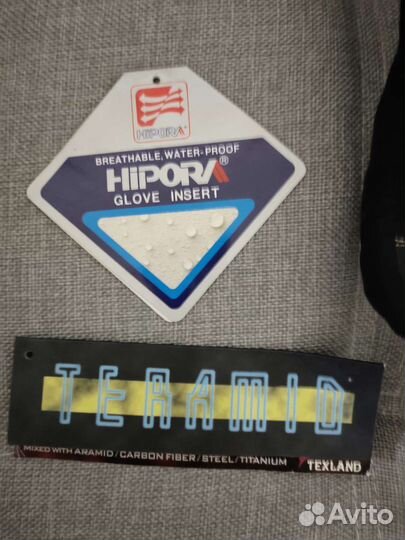 HiPORA®
BREATHABLE, WATER-PROOF
HiPORA®
GLOVE INSERT
TERAMID
MIXED WITH ARAMID/CARBON FIBER/STEEL/TITANIUM
TEXLAND
Avito